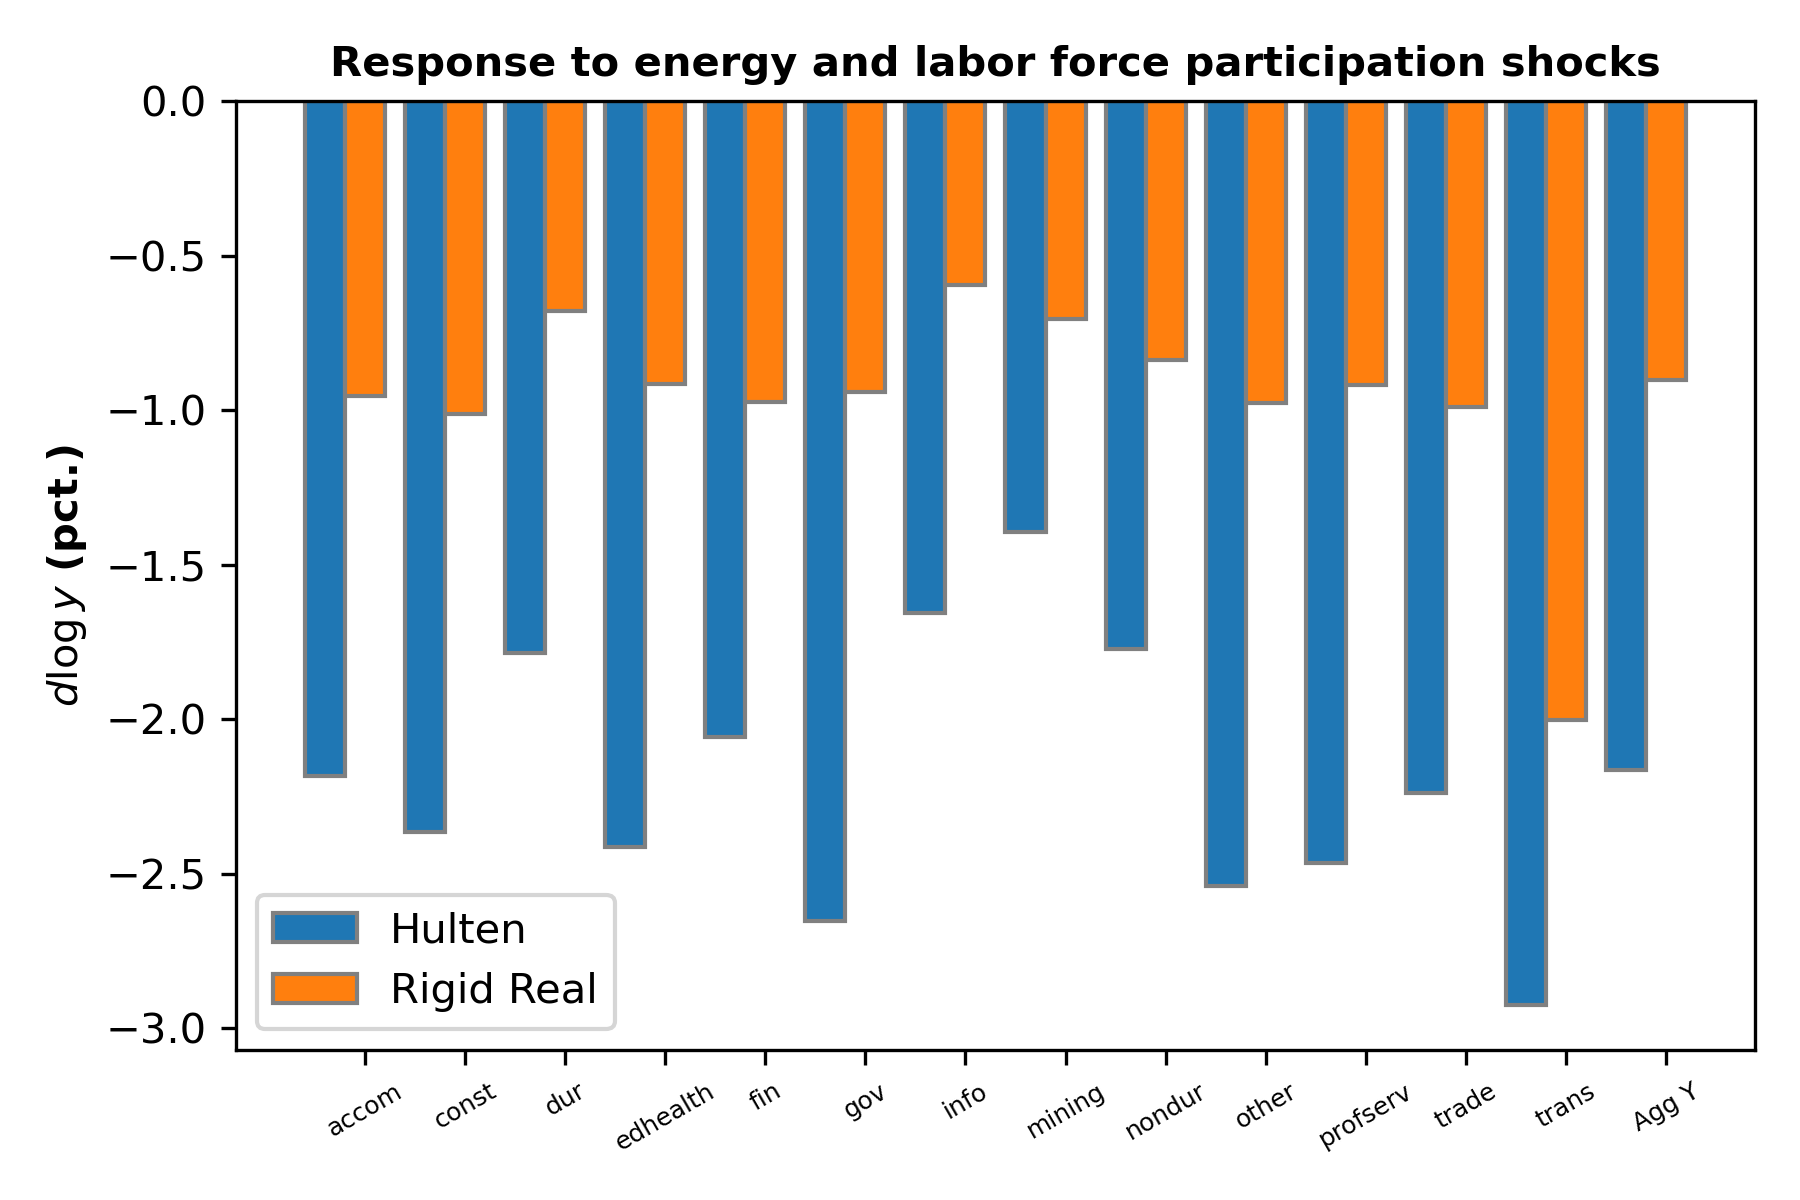 Response to energy and labor force participation shocks
0.0
−0.5
−1.0
−1.5
−2.0
−2.5
−3.0
dlog y (pct.)
Hulten
Rigid Real
accom const dur edhealth fin gov info mining nondur other profserv trade trans Agg Y